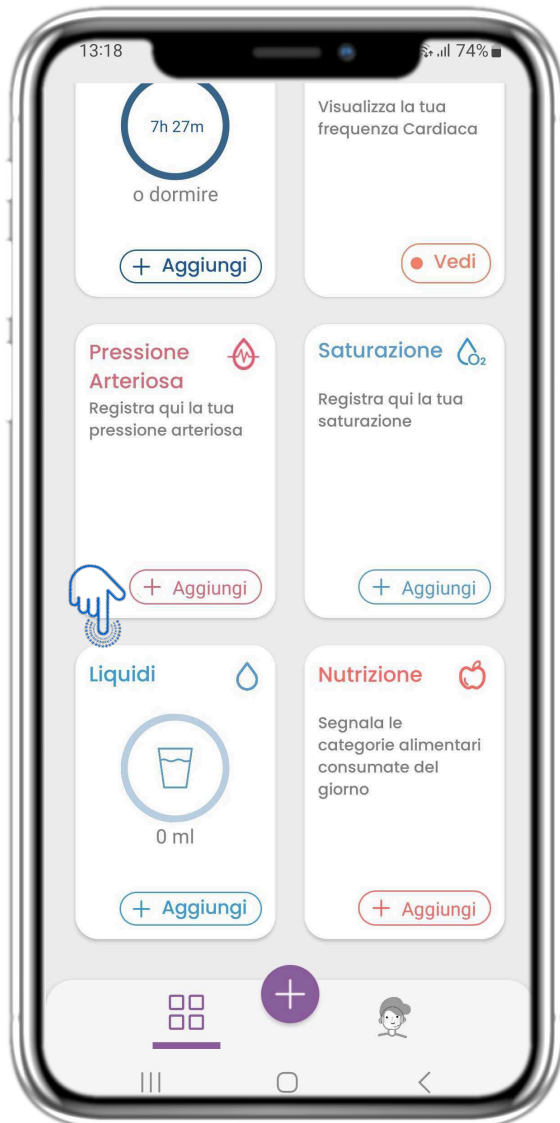 13:18
74%
7h 27m
o dormire
+ Aggiungi
Visualizza la tua
frequenza Cardiaca
Vedi
Pressione
Arteriosa
Registra qui la tua
pressione arteriosa
+ Aggiungi
Saturazione
O2
Registra qui la tua
saturazione
+ Aggiungi
Liquidi
0 ml
+ Aggiungi
Nutrizione
Segnala le
categorie alimentari
consumate del
giorno
+ Aggiungi